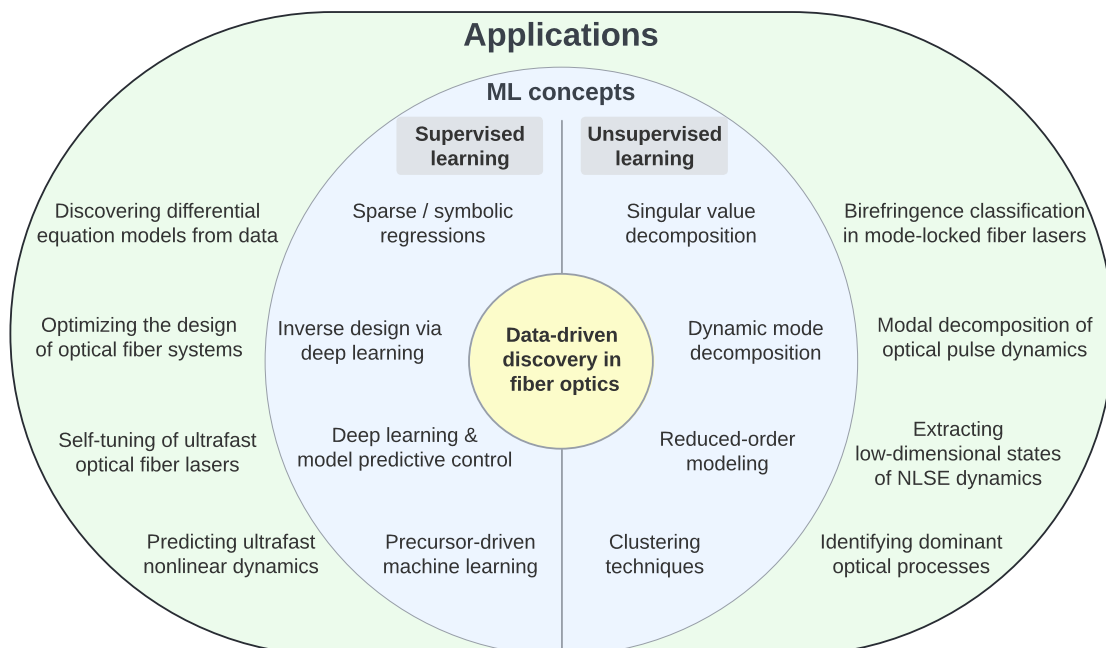 Applications
ML concepts
Supervised
learning
Unsupervised
learning
Discovering differential
equation models from data
Sparse / symbolic
regressions
Singular value
decomposition
Birefringence classification
in mode-locked fiber lasers
Optimizing the design
of optical fiber systems
Inverse design via
deep learning
Data-driven
discovery in
fiber optics
Dynamic mode
decomposition
Modal decomposition of
optical pulse dynamics
Self-tuning of ultrafast
optical fiber lasers
Deep learning &
model predictive control
Reduced-order
modeling
Extracting
low-dimensional states
of NLSE dynamics
Predicting ultrafast
nonlinear dynamics
Precursor-driven
machine learning
Clustering
techniques
Identifying dominant
optical processes